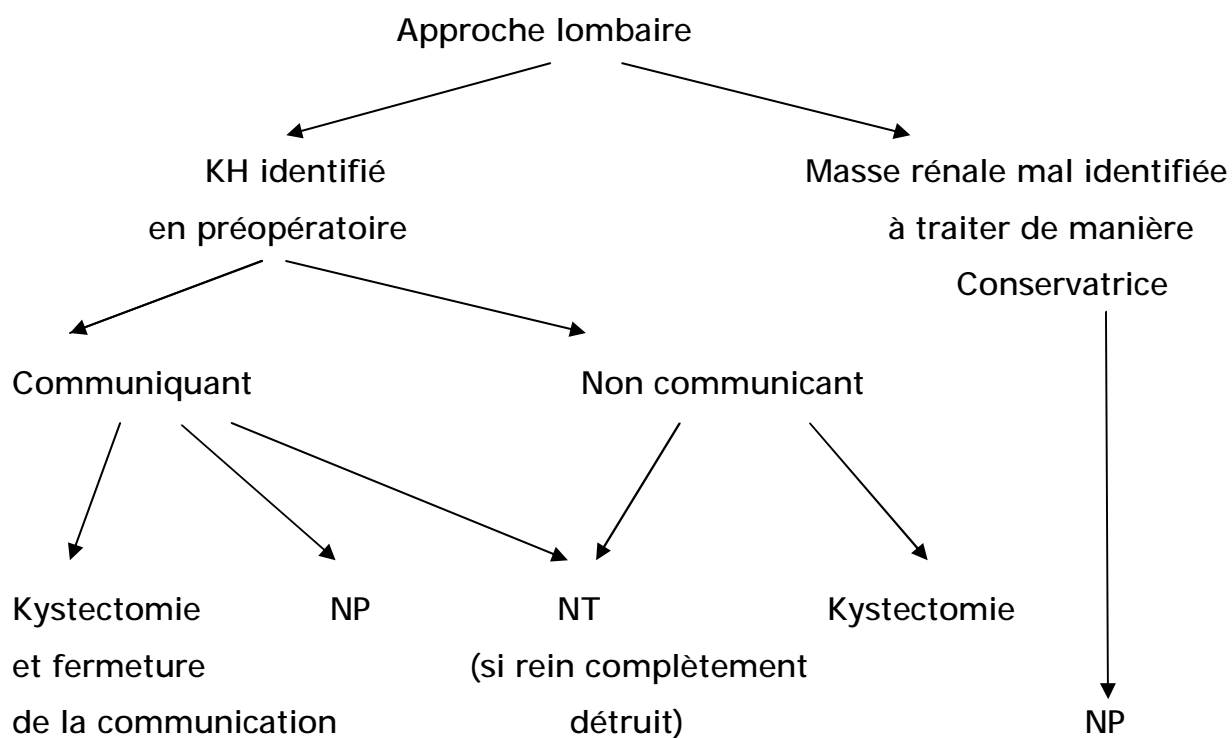 Approche lombaire
KH identifié
en préopératoire
Masse rénale mal identifiée
à traiter de manière
Conservatrice
Communiquant
Non communicant
Kystectomie
et fermeture
de la communication
NP
NT
(si rein complètement
détruit)
Kystectomie
NP